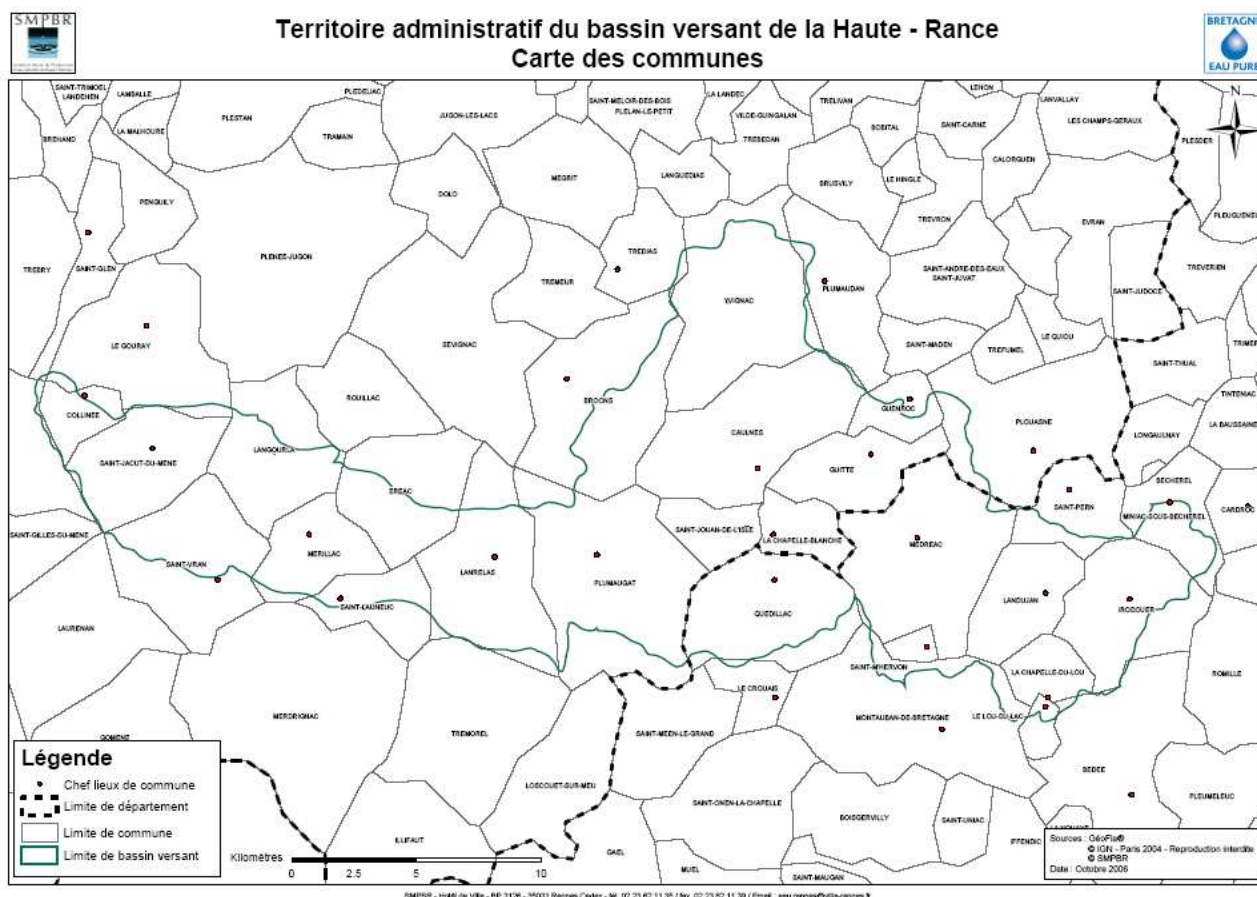 SMPBR
Territoire administratif du bassin versant de la Haute - Rance
Carte des communes
BRETAGNE
EAU PURE
N
SAINT-TRIMOEL
LANDEHEN
LAMBALLE
PLEDELIAC
SAINT-MELOIR-DES-BOIS
PLELAN-LE-PETIT
LA LANDEC
TRELIVAN
LENON
LANVALLAY
BREHAND
LA MALHOURE
PLESTAN
TRAMAIN
JUGON-LES-LACS
VILDE-GUINGALAN
TREBEDAN
BOBITAL
SAINT-CARNE
LES CHAMPS-GERAUX
PLESDER
CALORGUEN
MEGRIT
LANGUEDIAS
BRUSVILY
LE HINGLE
DOLO
PENGUILY
TREVRON
EVRAN
PLEUGUENEUC
PLENEE-JUGON
TREDIAS
TREBRY
SAINT-GLEN
TREMEUR
SAINT-ANDRE-DES-EAUX
SAINT-JUVAT
TREVERIEN
PLUMAUDAN
SAINT-JUDOCE
YVIGNAC
LE GOURAY
SEVIGNAC
SAINT-MADEN
TREFUMEL
LE QUIOU
SAINT-THUAL
TRIMER
ROUILLAC
BROONS
TINTENIAC
COLLINEE
GUENROC
PLOUASNE
LA BAUSSAINE
CAULNES
LONGAULNAY
LANGOURLA
SAINT-JACUT-DU-MENE
GUITTE
BECHEREL
EREAC
SAINT-PERN
MINIAC-SOUS-BECHEREL
CARDROC
SAINT-GILLES-DU-MENE
SAINT-JOUAN-DE-L'ISLE
LA CHAPELLE-BLANCHE
MEDREAC
MERILLAC
SAINT-VRAN
LANRELAS
PLUMAUGAT
LANDUJAN
IRODOUER
SAINT-LAUNEUC
QUEDILLAC
LAURENAN
SAINT-M'HERVON
LA CHAPELLE-DU-LOU
ROMILLE
LE CROUAIS
MERDRIGNAC
MONTAUBAN-DE-BRETAGNE
LE LOU-DU-LAC
GOMENE
TREMOREL
SAINT-MEEN-LE-GRAND
BEDEE
LOSCOUET-SUR-MEU
PLEUMELEUC
SAINT-ONEN-LA-CHAPELLE
BOISGERVILLY
SAINT-UNIAC
ILLIFAUT
IFFENDIC
GAEL
MUEL
SAINT-MAUGAN
Légende
Chef lieux de commune
Limite de département
Limite de commune
Limite de bassin versant
Kilomètres
0 2.5 5 10
Sources : GéoFla®
© IGN - Paris 2004 - Reproduction interdite
© SMPBR
Date : Octobre 2006